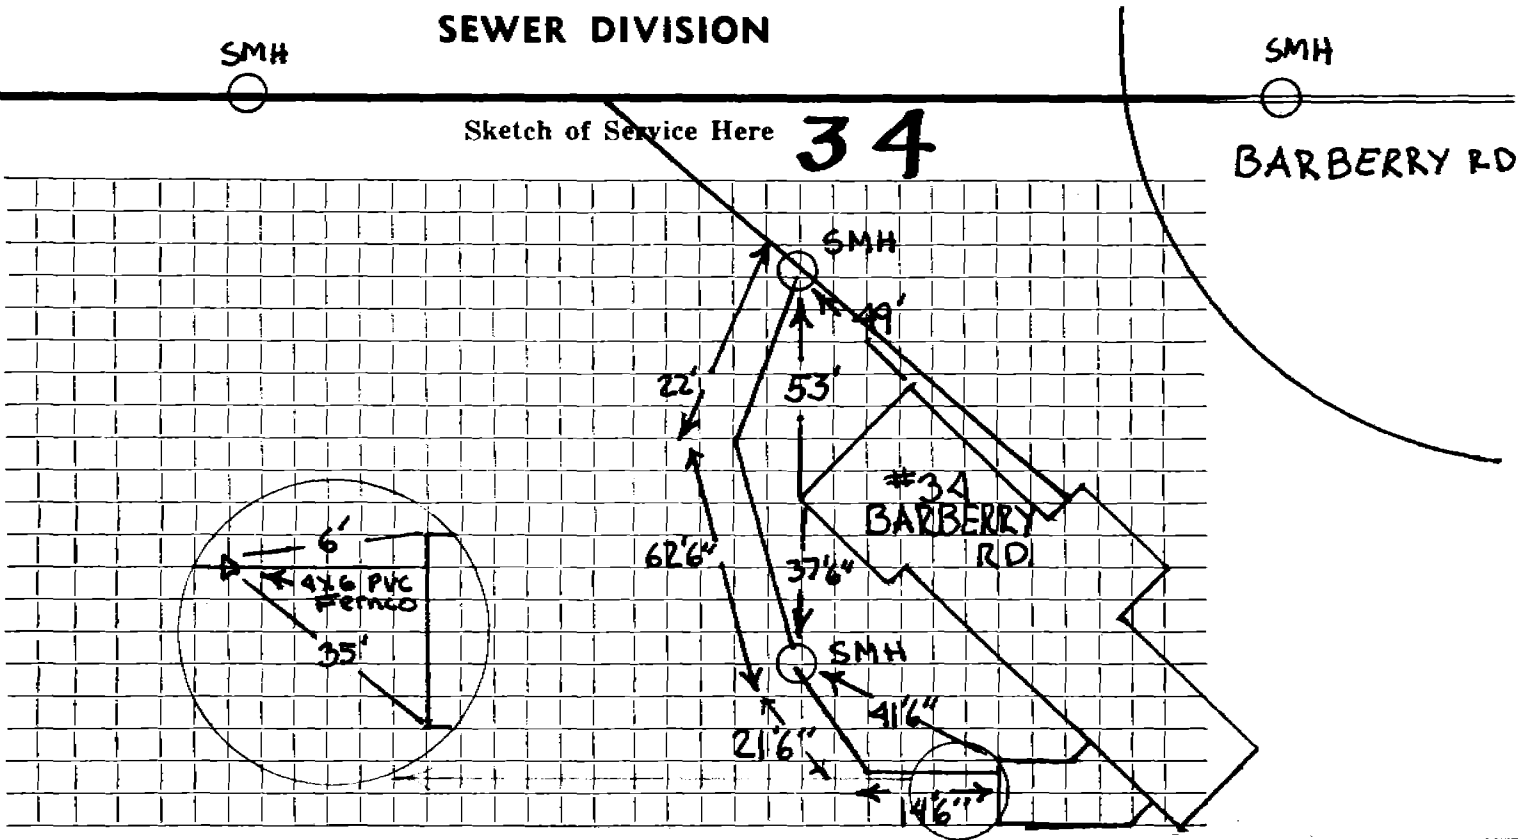 SEWER DIVISION
SMH
SMH
Sketch of Service Here
34
BARBERRY RD
SMH
49'
22'
53'
#34
BARBERRY
RD
6'
62'6"
37'6"
4x6 PVC
Fernco
35'
SMH
41'6"
21'6"
14'6"